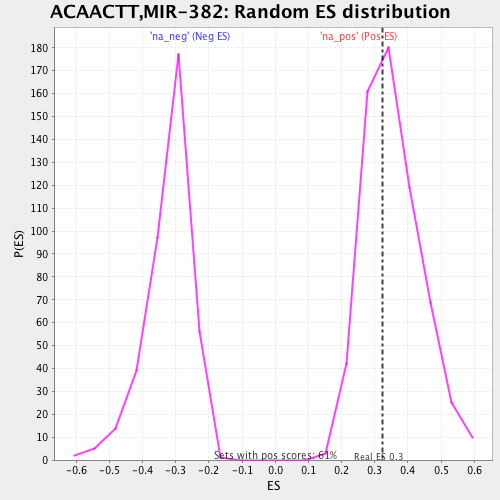 ACAACTT,MIR-382: Random ES distribution
'na_neg' (Neg ES) 'na_pos' (Pos ES)
180
170
160
150
140
130
120
110
100
90
80
70
60
50
40
30
20
10
0
P(ES)
Sets with pos scores: 61%
Real ES 0.3
-0.6 -0.5 -0.4 -0.3 -0.2 -0.1 0.0 0.1 0.2 0.3 0.4 0.5 0.6
ES